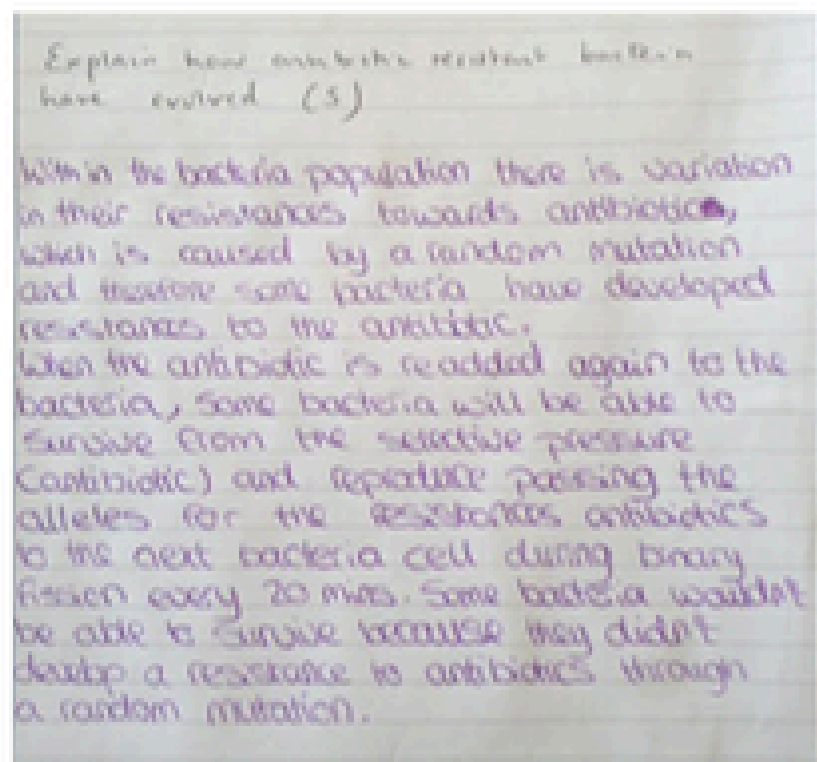 Explain how antibiotic resistant bacteria
have evolved (5)
Within the bacteria population there is variation
in their resistances towards antibiotics,
which is caused by a random mutation
and therefore some bacteria have developed
resistances to the antibiotic.
When the antibiotic is readded again to the
bacteria, some bacteria will be able to
survive from the selective pressure
(antibiotic) and reproduce passing the
alleles for the resistances antibiotics
to the next bacteria cell during binary
fission every 20 mins. Some bacteria wouldn't
be able to survive because they didn't
develop a resistance to antibiotics through
a random mutation.